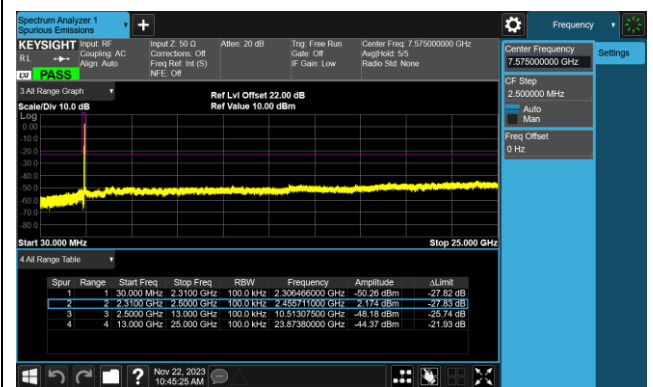 Spectrum Analyzer 1
Spurious Emissions
+
Frequency
KEYSIGHT
RL
LXI
PASS
Input: RF
Coupling: AC
Align: Auto
Input Z: 50 Ω
Corrections: Off
Freq Ref: Int (S)
NFE: Off
Atten: 20 dB
Trig: Free Run
Gate: Off
IF Gain: Low
Center Freq: 7.575000000 GHz
Avg|Hold: 5/5
Radio Std: None
Center Frequency
7.575000000 GHz
Settings
CF Step
2.500000 MHz
Auto
Man
Freq Offset
0 Hz
3 All Range Graph
Scale/Div 10.0 dB
Ref Lvl Offset 22.00 dB
Ref Value 10.00 dBm
Log
0.00
-10.0
-20.0
-30.0
-40.0
-50.0
-60.0
-70.0
-80.0
Start 30.000 MHz
Stop 25.000 GHz
4 All Range Table
Spur Range Start Freq Stop Freq RBW Frequency Amplitude ΔLimit
1 1 30.000 MHz 2.3100 GHz 100.0 kHz 2.306466000 GHz -50.26 dBm -27.82 dB
2 2 2.3100 GHz 2.5000 GHz 100.0 kHz 2.455711000 GHz 2.174 dBm -27.83 dB
3 3 2.5000 GHz 13.000 GHz 100.0 kHz 10.51307500 GHz -48.18 dBm -25.74 dB
4 4 13.000 GHz 25.000 GHz 100.0 kHz 23.87380000 GHz -44.37 dBm -21.93 dB
?
Nov 22, 2023
10:45:25 AM